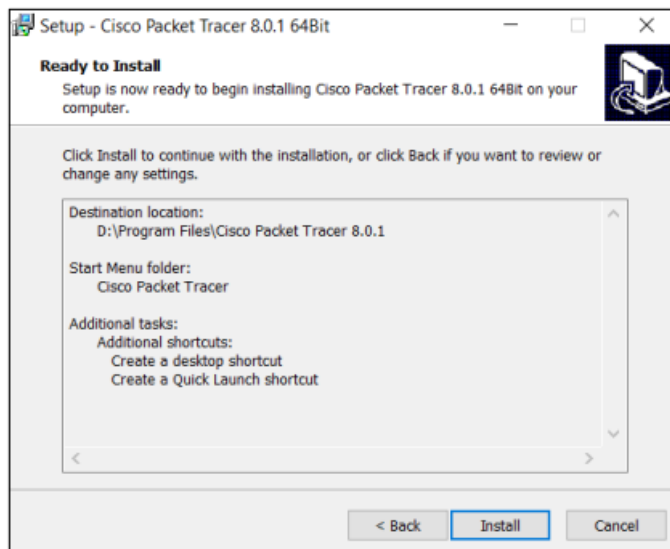 Setup - Cisco Packet Tracer 8.0.1 64Bit
Ready to Install
Setup is now ready to begin installing Cisco Packet Tracer 8.0.1 64Bit on your
computer.
Click Install to continue with the installation, or click Back if you want to review or
change any settings.
Destination location:
D:\Program Files\Cisco Packet Tracer 8.0.1
Start Menu folder:
Cisco Packet Tracer
Additional tasks:
Additional shortcuts:
Create a desktop shortcut
Create a Quick Launch shortcut
< Back Install Cancel